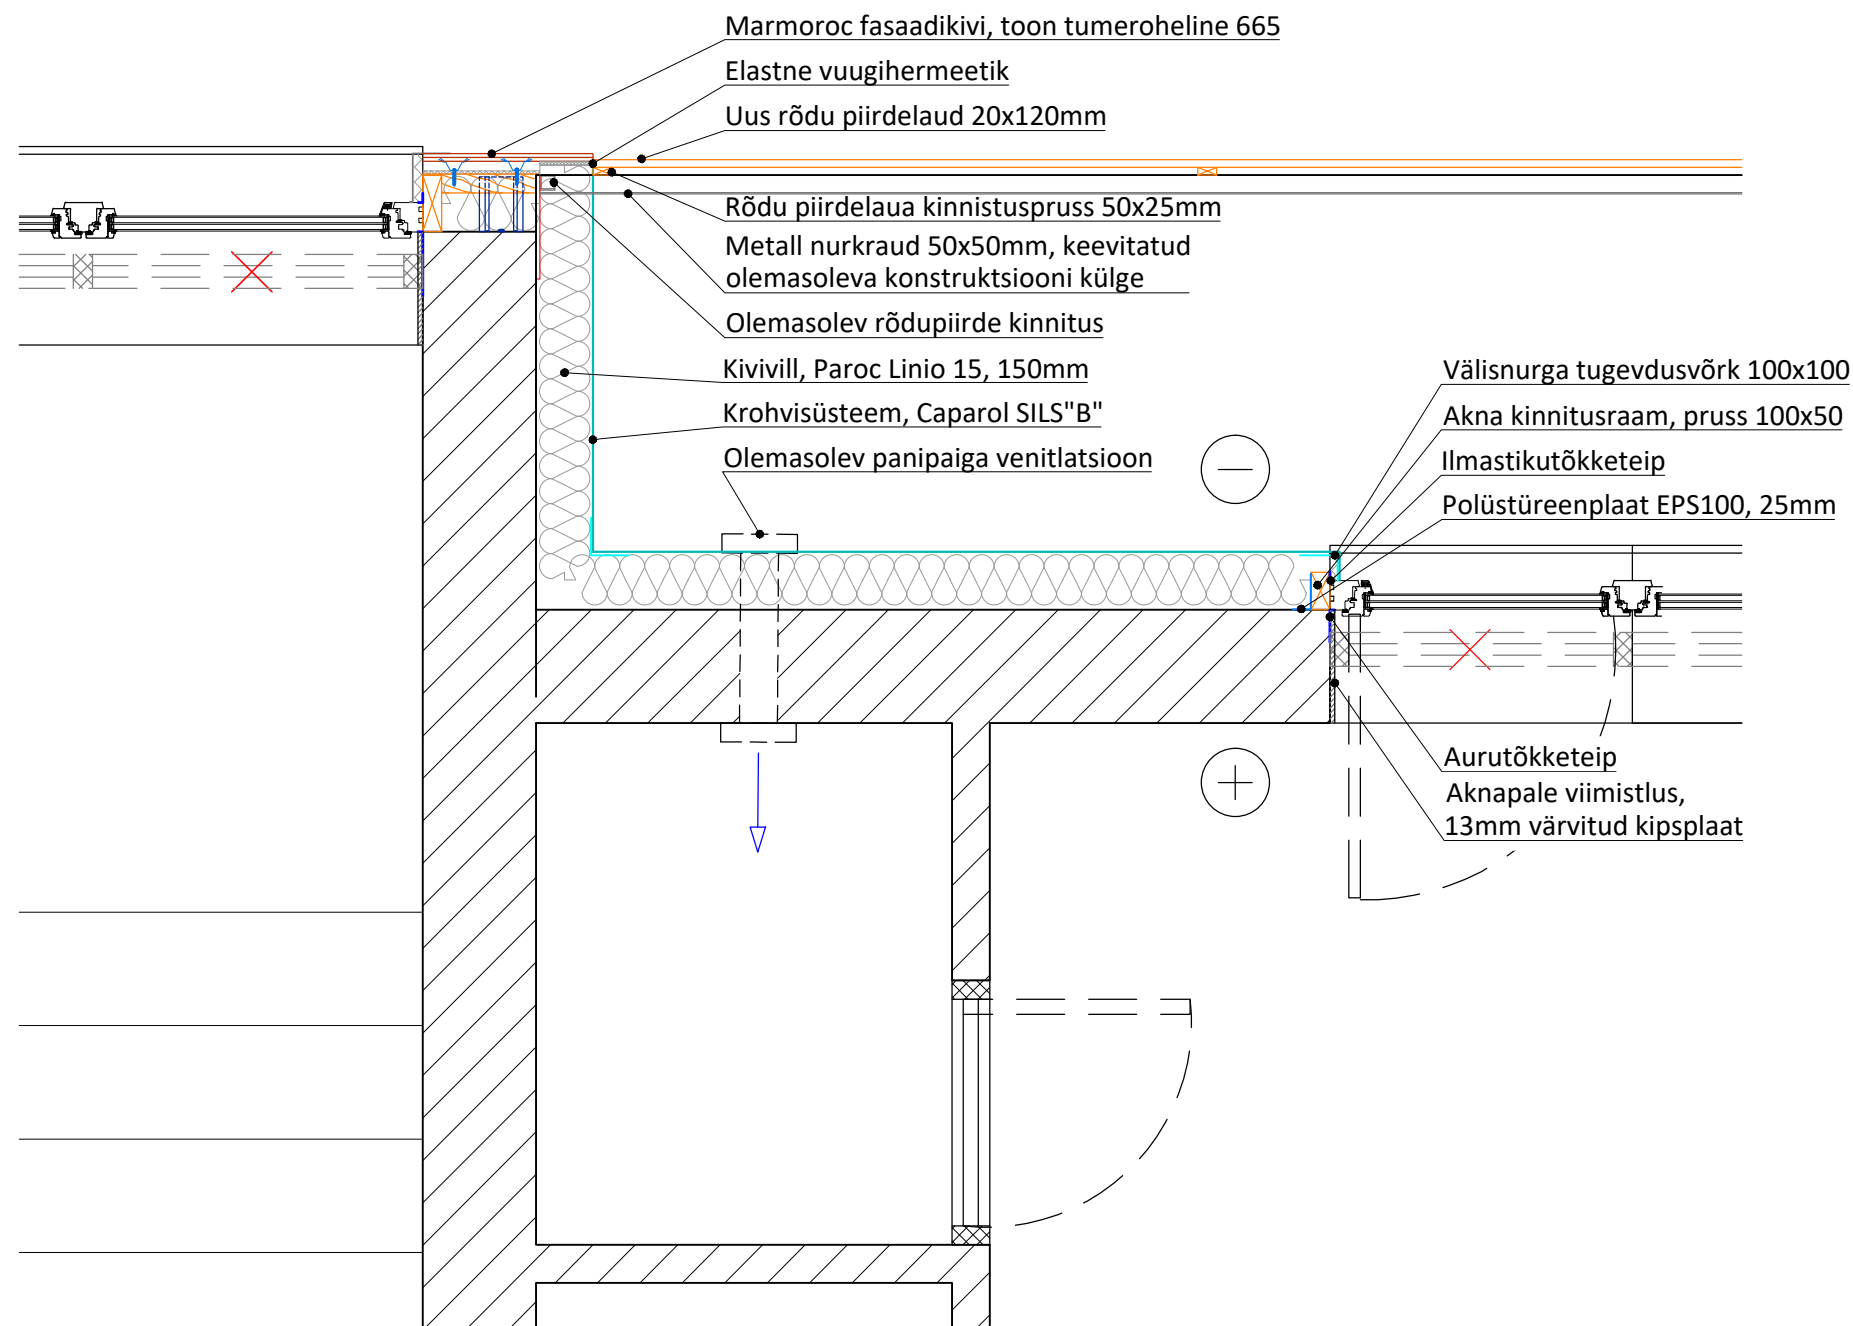 Marmoroc fasaadikivi, toon tumeroheline 665
Elastne vuugihermeetik
Uus rõdu piirdelaud 20x120mm
Rõdu piirdelaua kinnistuspruss 50x25mm
Metall nurkraud 50x50mm, keevitatud
olemasoleva konstruktsiooni külge
Olemasolev rõdupiirde kinnitus
Kivivill, Paroc Linio 15, 150mm
Krohvisüsteem, Caparol SILS"B"
Olemasolev panipaiga venitlatsioon
Välisnurga tugevdusvõrk 100x100
Akna kinnitusraam, pruss 100x50
Ilmastikutõkketeip
Polüstüreenplaat EPS100, 25mm
Aurutõkketeip
Aknapale viimistlus,
13mm värvitud kipsplaat